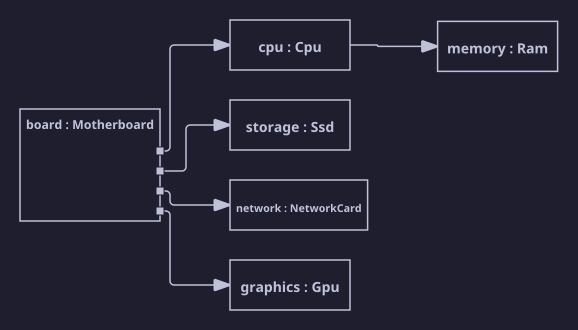 cpu : Cpu
memory : Ram
board : Motherboard
storage : Ssd
network : NetworkCard
graphics : Gpu